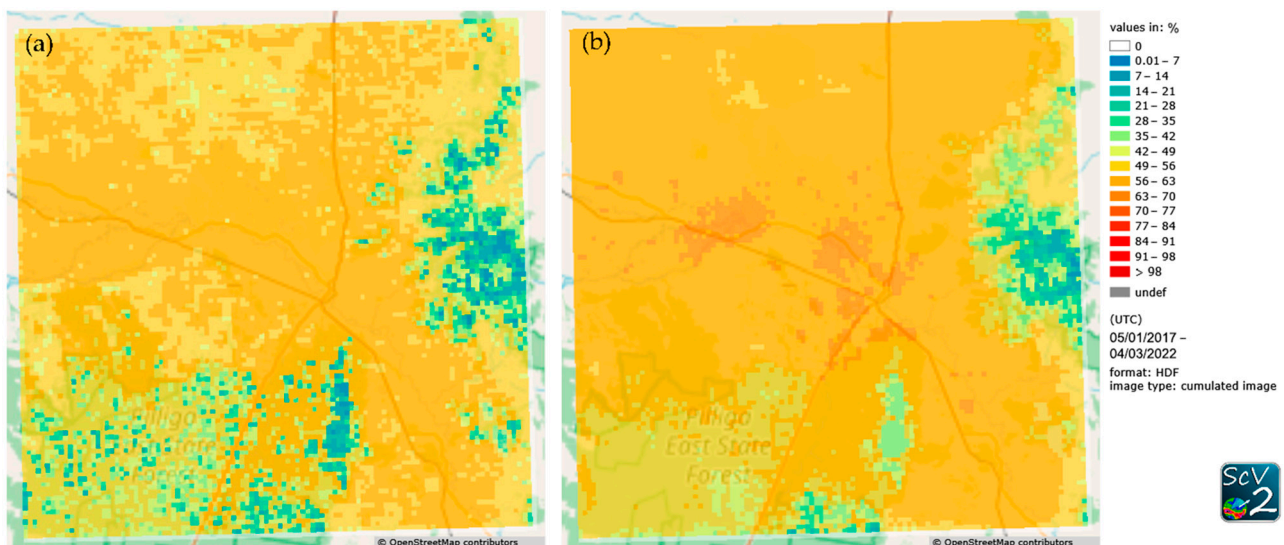 (a)
Pilliga
East State
Forest
© OpenStreetMap contributors
(b)
Pilliga
East State
Forest
© OpenStreetMap contributors
values in: %
0
0.01 – 7
7 – 14
14 – 21
21 – 28
28 – 35
35 – 42
42 – 49
49 – 56
56 – 63
63 – 70
70 – 77
77 – 84
84 – 91
91 – 98
> 98
undef
(UTC)
05/01/2017 –
04/03/2022
format: HDF
image type: cumulated image
ScV
2